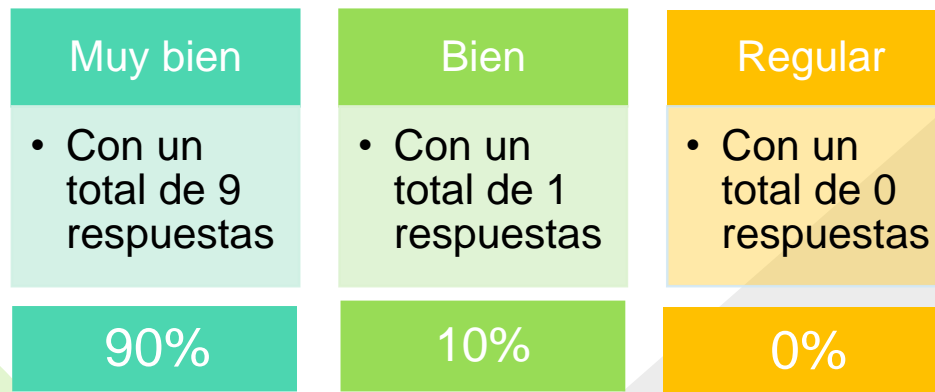 Muy bien
• Con un
total de 9
respuestas
90%
Bien
• Con un
total de 1
respuestas
10%
Regular
• Con un
total de 0
respuestas
0%